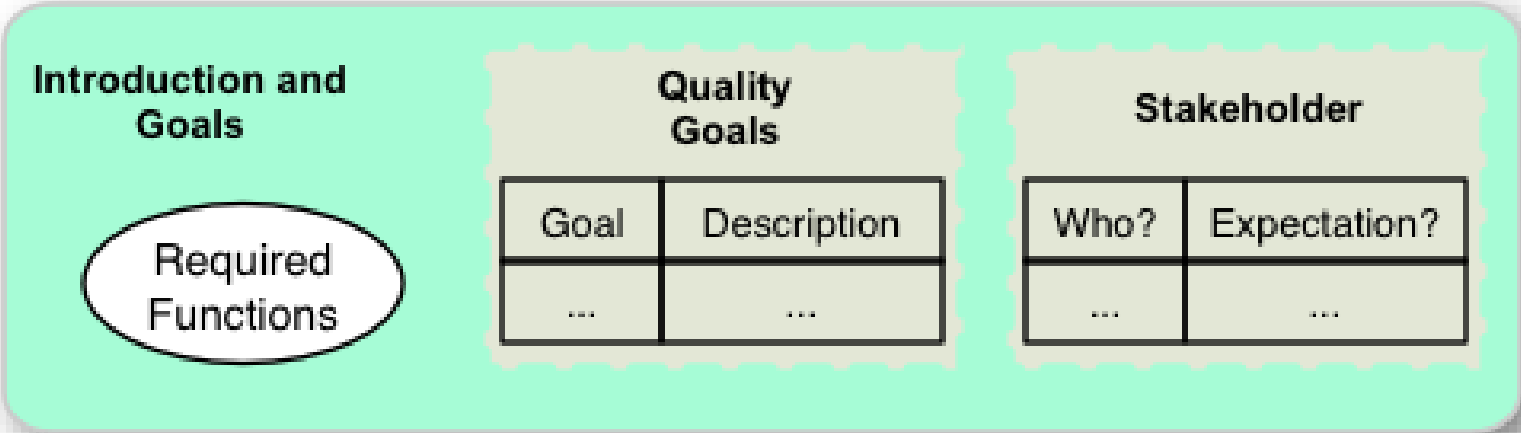 Introduction and
Goals
Required
Functions
Quality
Goals
Goal Description
... ...
Stakeholder
Who? Expectation?
... ...